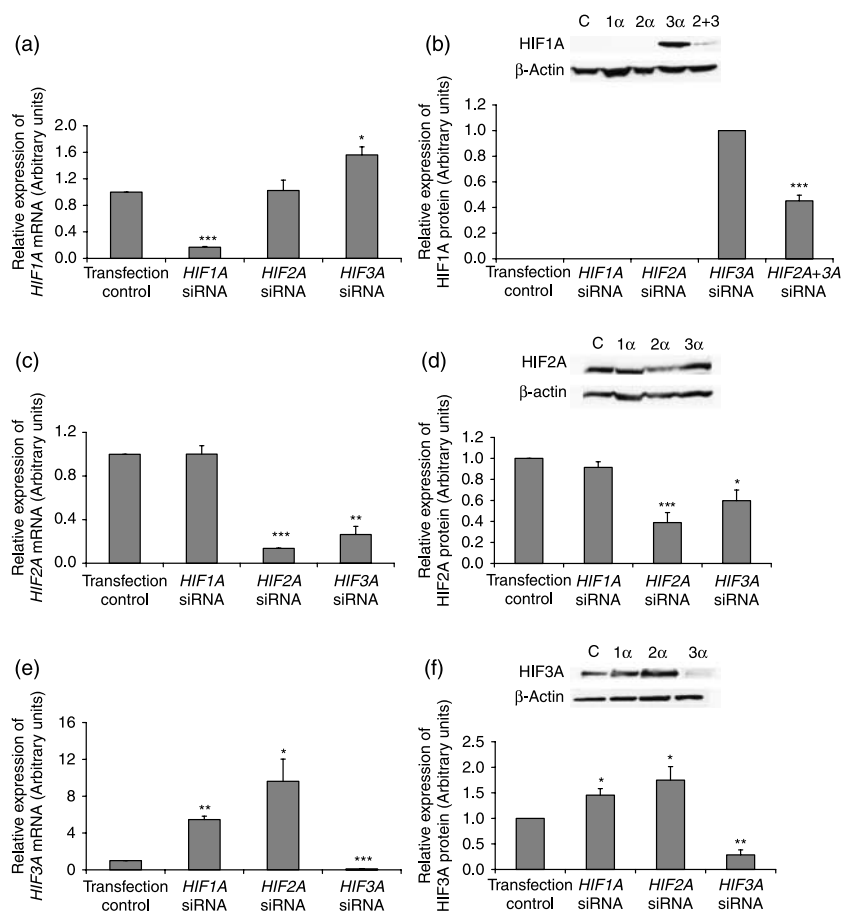 (a)
Relative expression of
HIF1A mRNA (Arbitrary units)
2.0
1.6
1.2
0.8
0.4
0.0
***
*
Transfection control
HIF1A siRNA
HIF2A siRNA
HIF3A siRNA
(b)
C 1α 2α 3α 2+3
HIF1A
β-Actin
Relative expression of
HIF1A protein (Arbitrary units)
1.2
1.0
0.8
0.6
0.4
0.2
0.0
***
Transfection control
HIF1A siRNA
HIF2A siRNA
HIF3A siRNA
HIF2A+3A siRNA
(c)
Relative expression of
HIF2A mRNA (Arbitrary units)
1.2
0.8
0.4
0.0
***
**
Transfection control
HIF1A siRNA
HIF2A siRNA
HIF3A siRNA
(d)
C 1α 2α 3α
HIF2A
β-actin
Relative expression of
HIF2A protein (Arbitrary units)
1.2
1.0
0.8
0.6
0.4
0.2
0.0
***
*
Transfection control
HIF1A siRNA
HIF2A siRNA
HIF3A siRNA
(e)
Relative expression of
HIF3A mRNA (Arbitrary units)
16
12
8
4
0
**
*
***
Transfection control
HIF1A siRNA
HIF2A siRNA
HIF3A siRNA
(f)
C 1α 2α 3α
HIF3A
β-Actin
Relative expression of
HIF3A protein (Arbitrary units)
2.5
2.0
1.5
1.0
0.5
0.0
*
*
**
Transfection control
HIF1A siRNA
HIF2A siRNA
HIF3A siRNA